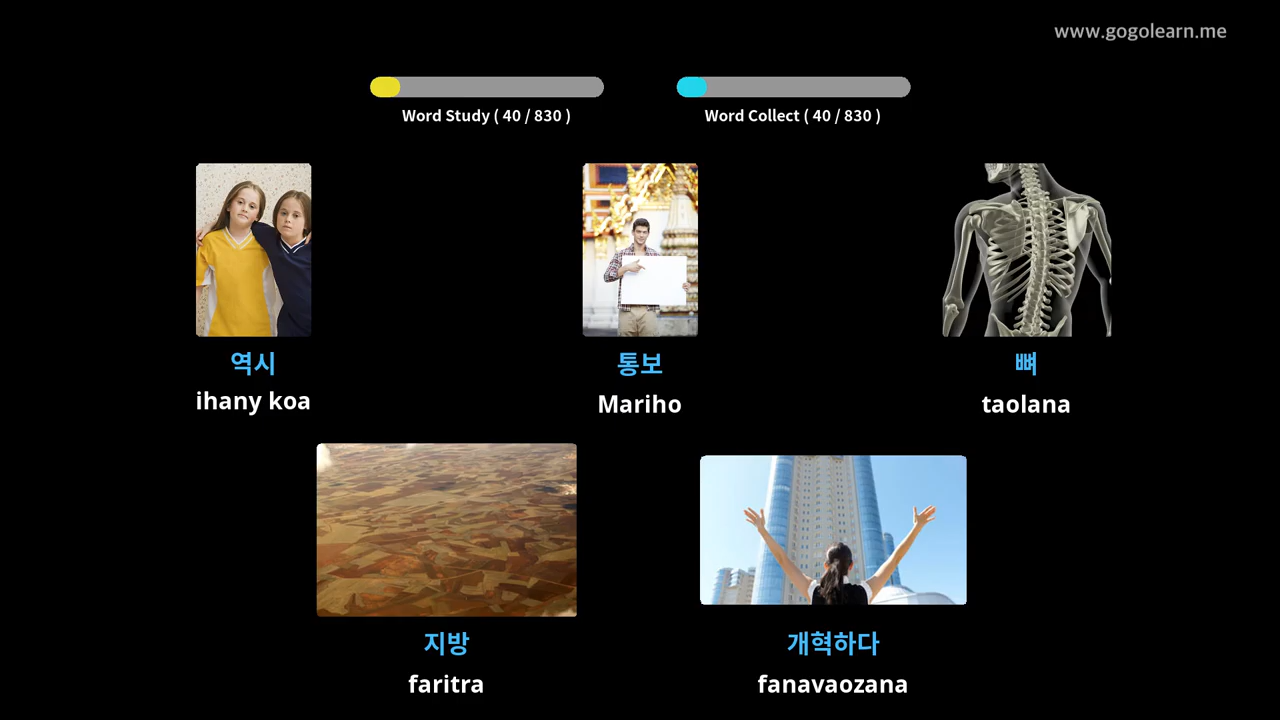 www.gogolearn.me
Word Study ( 40 / 830 )
Word Collect ( 40 / 830 )
역시
ihany koa
통보
Mariho
뼈
taolana
지방
faritra
개혁하다
fanavaozana